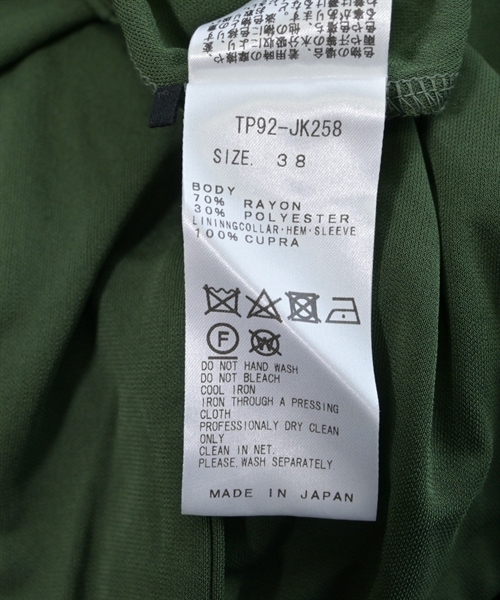 TP92-JK258
SIZE. 38
BODY
70% RAYON
30% POLYESTER
LININNGCOLLAR·HEM·SLEEVE
100% CUPRA
F W
DO NOT HAND WASH
DO NOT BLEACH
COOL IRON
IRON THROUGH A PRESSING
CLOTH
PROFESSIONALY DRY CLEAN
ONLY
CLEAN IN NET.
PLEASE.WASH SEPARATELY
MADE IN JAPAN